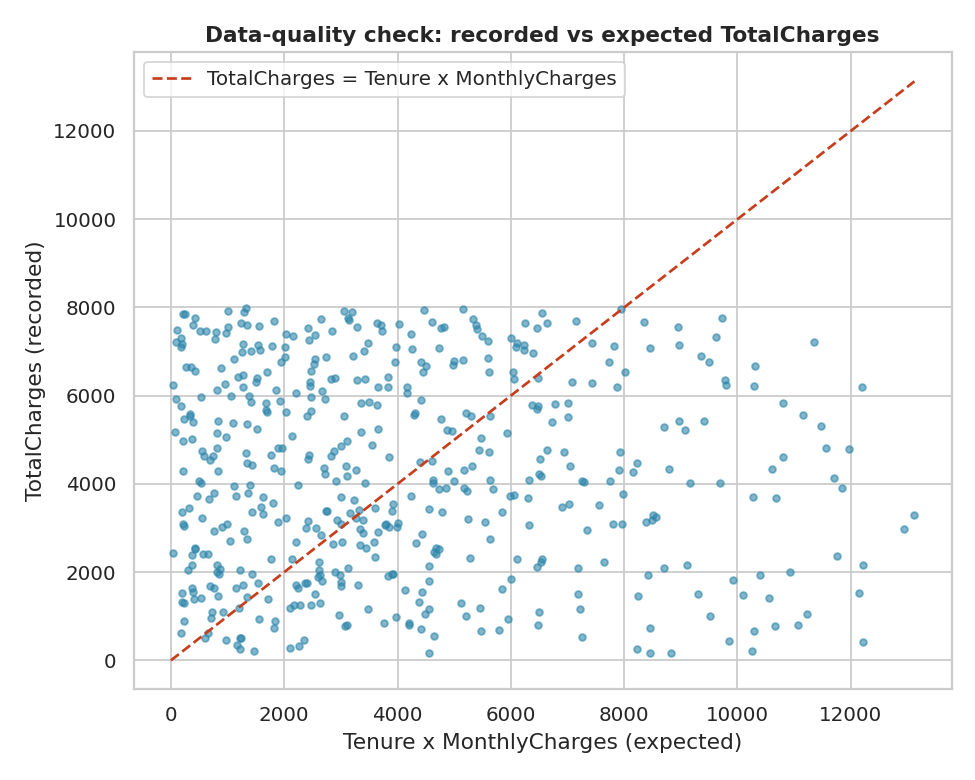 Data-quality check: recorded vs expected TotalCharges
TotalCharges = Tenure x MonthlyCharges
12000
10000
8000
6000
4000
2000
0
TotalCharges (recorded)
0 2000 4000 6000 8000 10000 12000
Tenure x MonthlyCharges (expected)